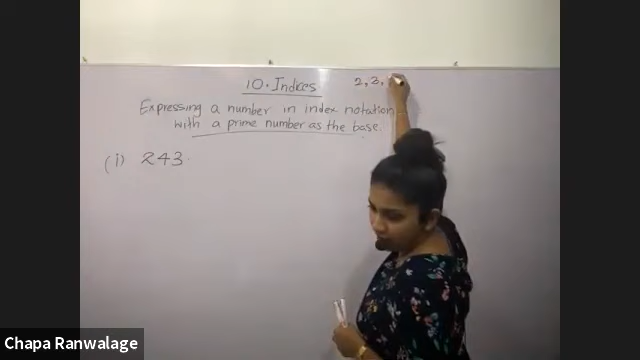 10. Indices
2, 3,
Expressing a number in index notation
with a prime number as the base.
(i) 243
Chapa Ranwalage